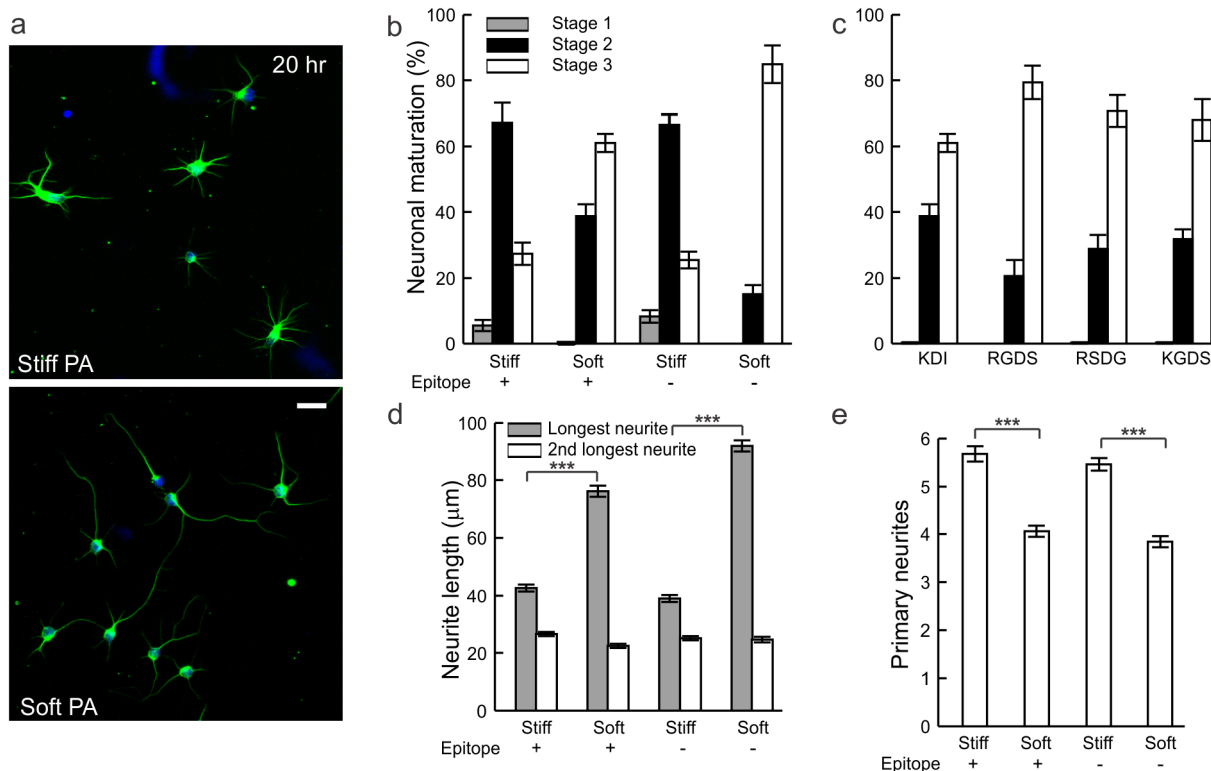 a
20 hr
Stiff PA
Soft PA
b
Stage 1
Stage 2
Stage 3
Neuronal maturation (%)
100
80
60
40
20
0
Stiff Soft Stiff Soft
Epitope + + - -
c
100
80
60
40
20
0
KDI RGDS RSDG KGDS
d
Longest neurite
2nd longest neurite
Neurite length (μm)
100
80
60
40
20
0
*** ***
Stiff Soft Stiff Soft
Epitope + + - -
e
Primary neurites
6
5
4
3
2
1
0
*** ***
Stiff Soft Stiff Soft
Epitope + + - -